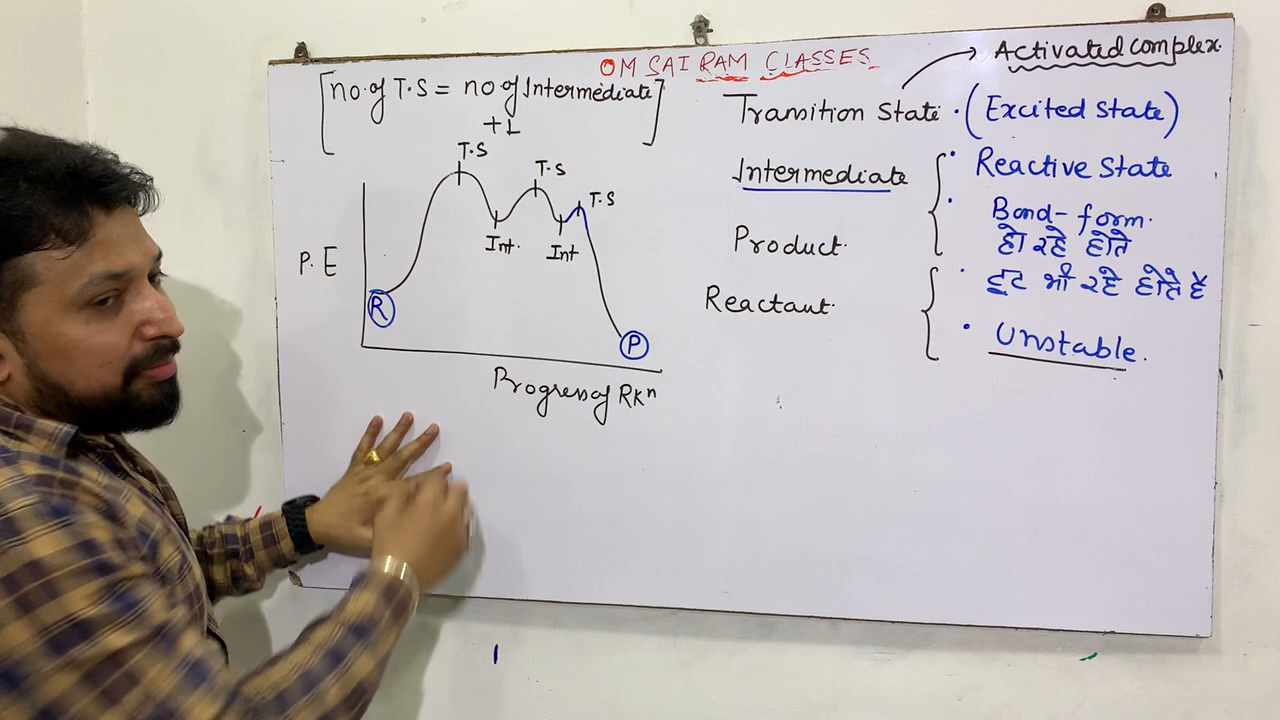 OM SAI RAM CLASSES
[no. of T.S = no of Intermediate
+1]
T.S
T.S
T.S
Int.
Int
P.E
R
P
Progress of Rxn
Activated complex.
Transition State · (Excited State)
Intermediate
Product.
Reactant.
• Reactive State
• Bond-form.
हो रहे होते
• टूट भी रहे होते हैं
• Unstable.